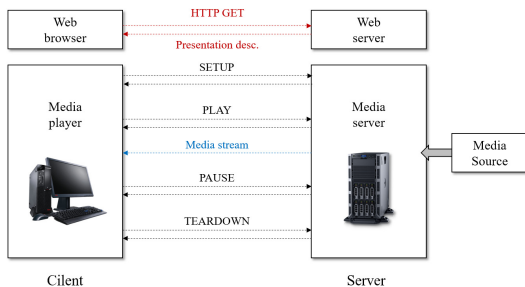 Web
browser
HTTP GET
Presentation desc.
Web
server
Media
player
SETUP
PLAY
Media stream
PAUSE
TEARDOWN
Media
server
Media
Source
Cilent
Server